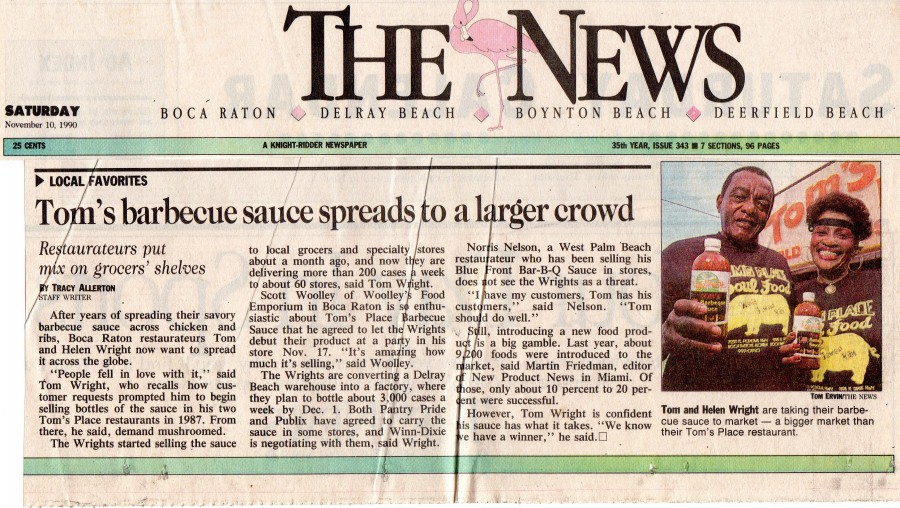 THE NEWS
SATURDAY
November 10, 1990
BOCA RATON ◆ DELRAY BEACH ◆ BOYNTON BEACH ◆ DEERFIELD BEACH
25 CENTS
A KNIGHT-RIDDER NEWSPAPER
35th YEAR, ISSUE 343 ■ 7 SECTIONS, 96 PAGES
▶ LOCAL FAVORITES
Tom's barbecue sauce spreads to a larger crowd
Restaurateurs put
mix on grocers' shelves
By TRACY ALLERTON
STAFF WRITER
After years of spreading their savory
barbecue sauce across chicken and
ribs, Boca Raton restaurateurs Tom
and Helen Wright now want to spread
it across the globe.
"People fell in love with it," said
Tom Wright, who recalls how cus-
tomer requests prompted him to begin
selling bottles of the sauce in his two
Tom's Place restaurants in 1987. From
there, he said, demand mushroomed.
The Wrights started selling the sauce
to local grocers and specialty stores
about a month ago, and now they are
delivering more than 200 cases a week
to about 60 stores, said Tom Wright.
Scott Woolley of Woolley's Food
Emporium in Boca Raton is so enthu-
siastic about Tom's Place Barbecue
Sauce that he agreed to let the Wrights
debut their product at a party in his
store Nov. 17. "It's amazing how
much it's selling," said Woolley.
The Wrights are converting a Delray
Beach warehouse into a factory, where
they plan to bottle about 3,000 cases a
week by Dec. 1. Both Pantry Pride
and Publix have agreed to carry the
sauce in some stores, and Winn-Dixie
is negotiating with them, said Wright.
Norris Nelson, a West Palm Beach
restaurateur who has been selling his
Blue Front Bar-B-Q Sauce in stores,
does not see the Wrights as a threat.
"I have my customers, Tom has his
customers," said Nelson. "Tom
should do well."
Still, introducing a new food prod-
uct is a big gamble. Last year, about
9,200 foods were introduced to the
market, said Martin Friedman, editor
of New Product News in Miami. Of
those, only about 10 percent to 20 per-
cent were successful.
However, Tom Wright is confident
his sauce has what it takes. "We know
we have a winner," he said.□
Tom's
PLACE
Soul Food
Food
TOM ERVIN/THE NEWS
Tom and Helen Wright are taking their barbe-
cue sauce to market — a bigger market than
their Tom's Place restaurant.